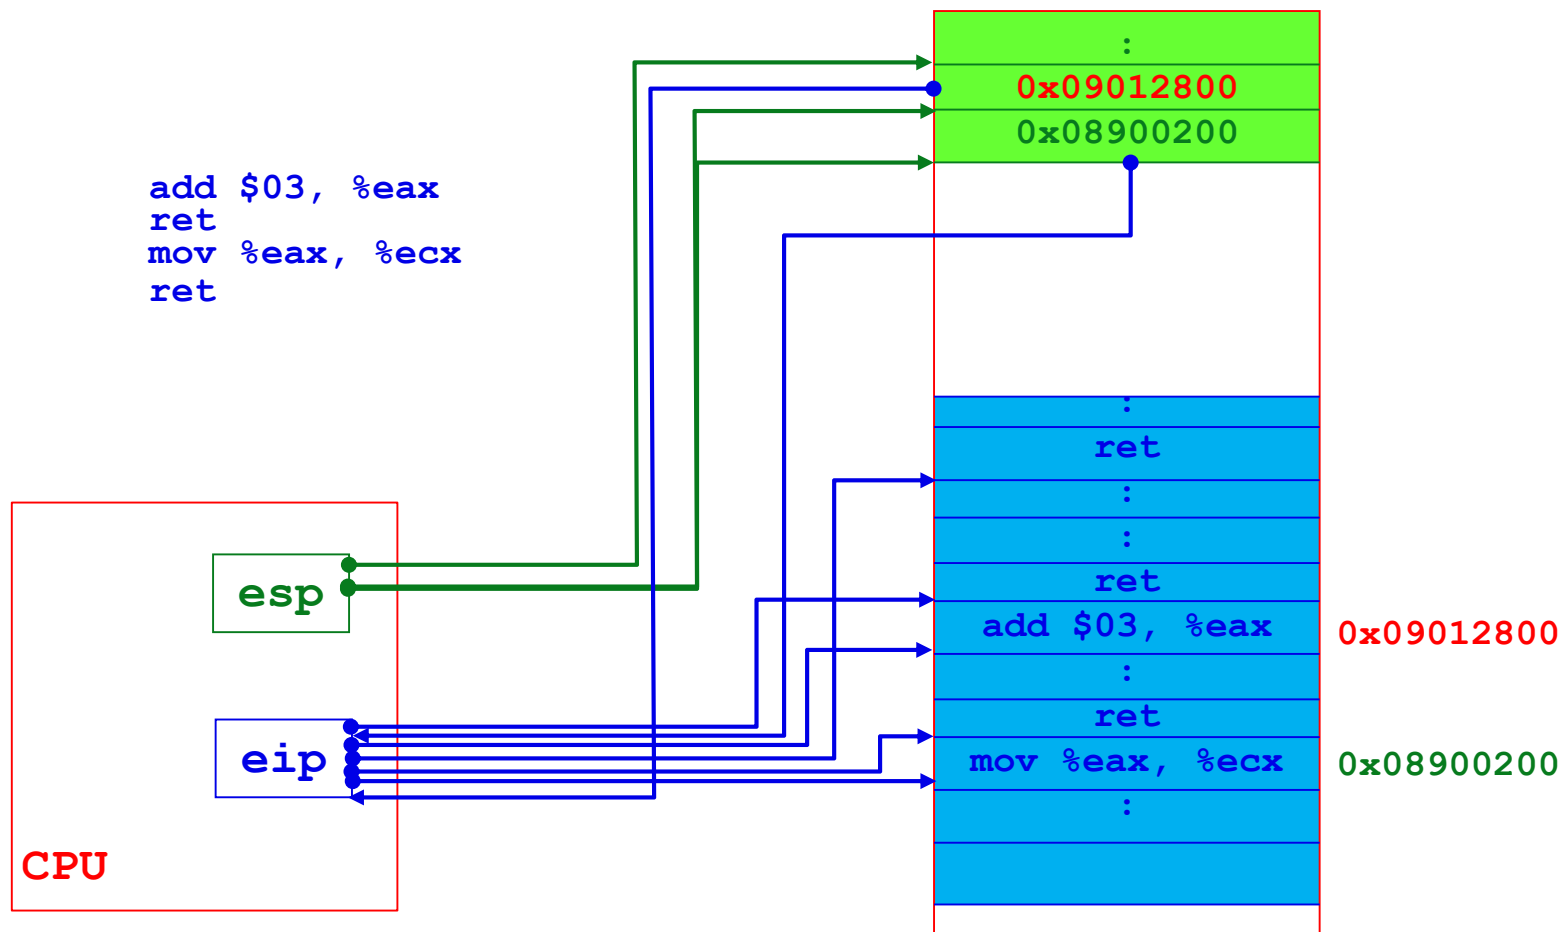 add $03, %eax
ret
mov %eax, %ecx
ret
:
0x09012800
0x08900200
:
ret
:
:
ret
add $03, %eax
0x09012800
:
ret
mov %eax, %ecx
0x08900200
:
esp
eip
CPU